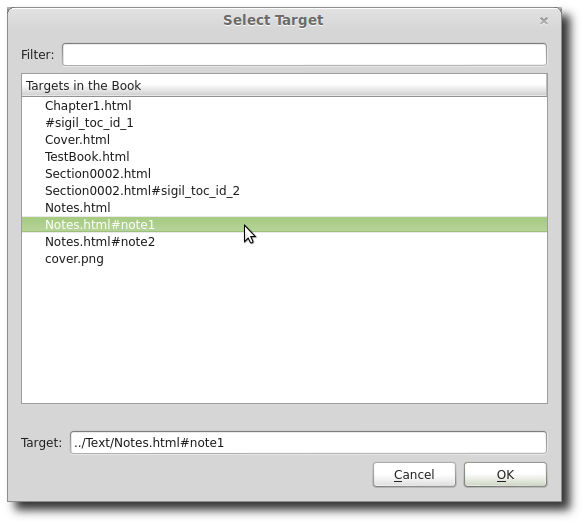 Select Target
Filter:
Targets in the Book
Chapter1.html
#sigil_toc_id_1
Cover.html
TestBook.html
Section0002.html
Section0002.html#sigil_toc_id_2
Notes.html
Notes.html#note1
Notes.html#note2
cover.png
Target: ../Text/Notes.html#note1
Cancel OK